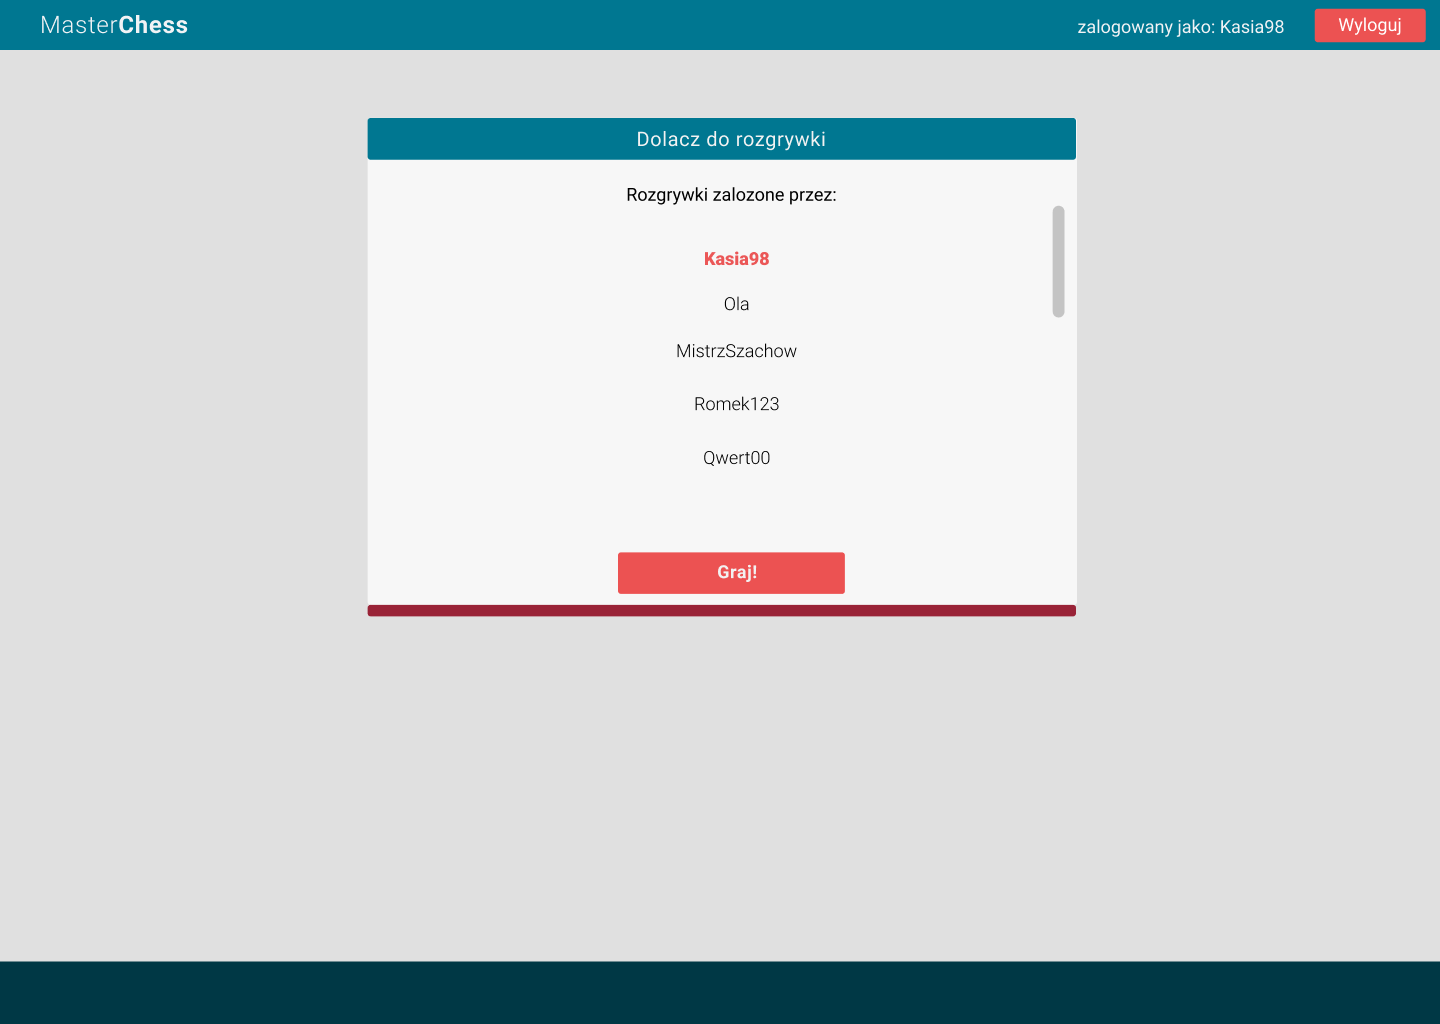 MasterChess
zalogowany jako: Kasia98
Wyloguj
Dolacz do rozgrywki
Rozgrywki zalozone przez:
Kasia98
Ola
MistrzSzachow
Romek123
Qwert00
Graj!